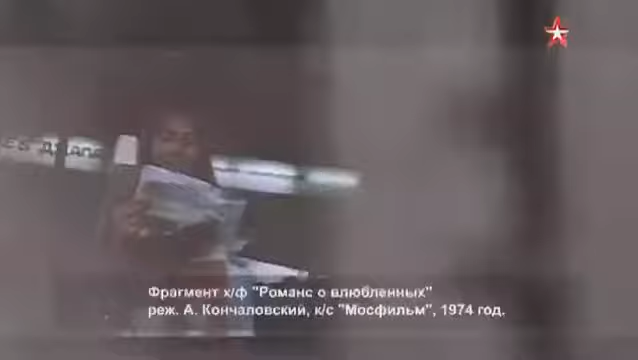 Фрагмент х/ф "Романс о влюбленных"
реж. А. Кончаловский, к/с "Мосфильм", 1974 год.